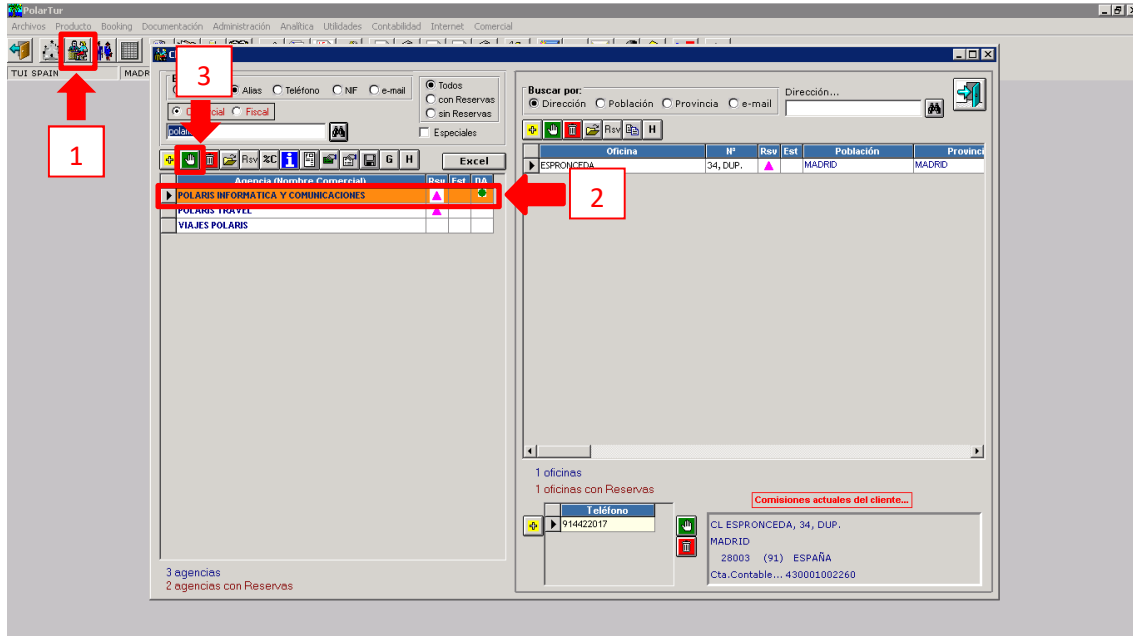 PolarTur
Archivos Producto Booking Documentación Administración Analítica Utilidades Contabilidad Internet Comercial
TUI SPAIN
1
3
2
Alias Teléfono NIF e-mail
Fiscal
Todos
con Reservas
sin Reservas
Especiales
Rsv %C i G H
Excel
Agencia (Nombre Comercial) Rsv Est DA
POLARIS INFORMATICA Y COMUNICACIONES
POLARIS TRAVEL
VIAJES POLARIS
3 agencias
2 agencias con Reservas
Buscar por:
Dirección Población Provincia e-mail
Dirección...
Rsv H
Oficina Nº Rsv Est Población
ESPRONCEDA 34, DUP. MADRID MADRID
1 oficinas
1 oficinas con Reservas
Teléfono
914422017
Comisiones actuales del cliente...
CL ESPRONCEDA, 34, DUP.
MADRID
28003 (91) ESPAÑA
Cta.Contable... 430001002260